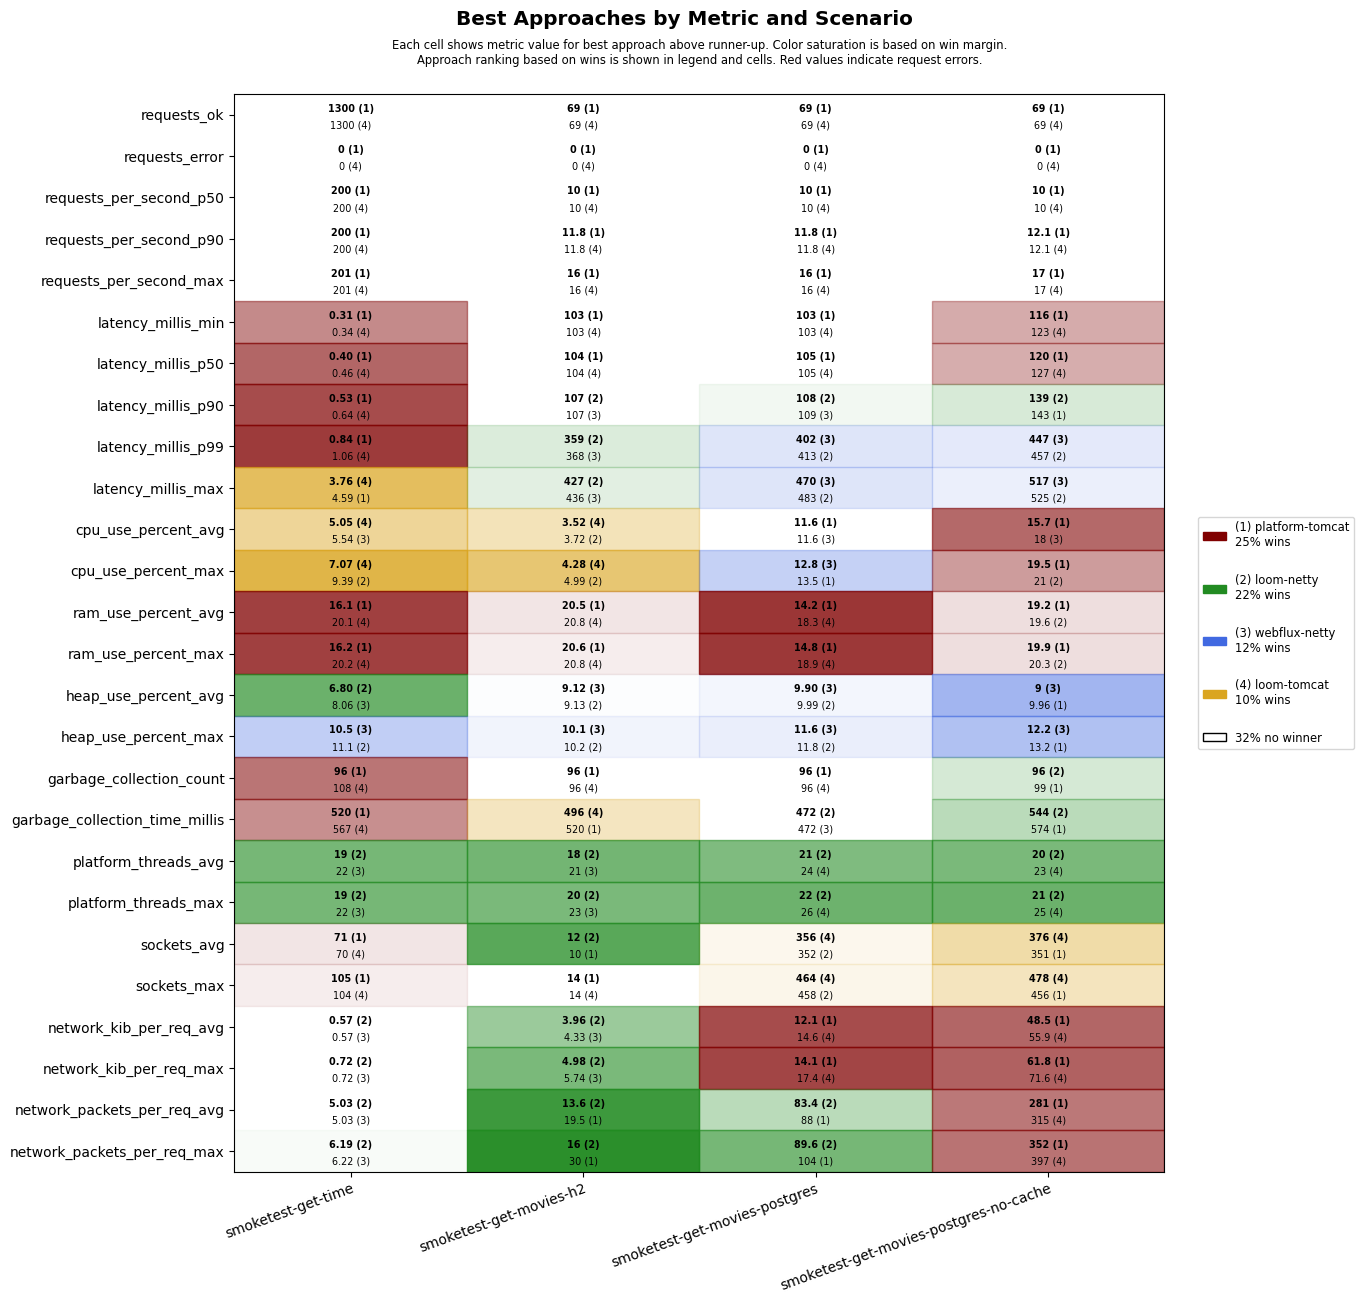 Best Approaches by Metric and Scenario
Each cell shows metric value for best approach above runner-up. Color saturation is based on win margin.
Approach ranking based on wins is shown in legend and cells. Red values indicate request errors.
requests_ok
1300 (1) 69 (1) 69 (1) 69 (1)
1300 (4) 69 (4) 69 (4) 69 (4)
requests_error
0 (1) 0 (1) 0 (1) 0 (1)
0 (4) 0 (4) 0 (4) 0 (4)
requests_per_second_p50
200 (1) 10 (1) 10 (1) 10 (1)
200 (4) 10 (4) 10 (4) 10 (4)
requests_per_second_p90
200 (1) 11.8 (1) 11.8 (1) 12.1 (1)
200 (4) 11.8 (4) 11.8 (4) 12.1 (4)
requests_per_second_max
201 (1) 16 (1) 16 (1) 17 (1)
201 (4) 16 (4) 16 (4) 17 (4)
latency_millis_min
0.31 (1) 103 (1) 103 (1) 116 (1)
0.34 (4) 103 (4) 103 (4) 123 (4)
latency_millis_p50
0.40 (1) 104 (1) 105 (1) 120 (1)
0.46 (4) 104 (4) 105 (4) 127 (4)
latency_millis_p90
0.53 (1) 107 (2) 108 (2) 139 (2)
0.64 (4) 107 (3) 109 (3) 143 (1)
latency_millis_p99
0.84 (1) 359 (2) 402 (3) 447 (3)
1.06 (4) 368 (3) 413 (2) 457 (2)
latency_millis_max
3.76 (4) 427 (2) 470 (3) 517 (3)
4.59 (1) 436 (3) 483 (2) 525 (2)
cpu_use_percent_avg
5.05 (4) 3.52 (4) 11.6 (1) 15.7 (1)
5.54 (3) 3.72 (2) 11.6 (3) 18 (3)
cpu_use_percent_max
7.07 (4) 4.28 (4) 12.8 (3) 19.5 (1)
9.39 (2) 4.99 (2) 13.5 (1) 21 (2)
ram_use_percent_avg
16.1 (1) 20.5 (1) 14.2 (1) 19.2 (1)
20.1 (4) 20.8 (4) 18.3 (4) 19.6 (2)
ram_use_percent_max
16.2 (1) 20.6 (1) 14.8 (1) 19.9 (1)
20.2 (4) 20.8 (4) 18.9 (4) 20.3 (2)
heap_use_percent_avg
6.80 (2) 9.12 (3) 9.90 (3) 9 (3)
8.06 (3) 9.13 (2) 9.99 (2) 9.96 (1)
heap_use_percent_max
10.5 (3) 10.1 (3) 11.6 (3) 12.2 (3)
11.1 (2) 10.2 (2) 11.8 (2) 13.2 (1)
garbage_collection_count
96 (1) 96 (1) 96 (1) 96 (2)
108 (4) 96 (4) 96 (4) 99 (1)
garbage_collection_time_millis
520 (1) 496 (4) 472 (2) 544 (2)
567 (4) 520 (1) 472 (3) 574 (1)
platform_threads_avg
19 (2) 18 (2) 21 (2) 20 (2)
22 (3) 21 (3) 24 (4) 23 (4)
platform_threads_max
19 (2) 20 (2) 22 (2) 21 (2)
22 (3) 23 (3) 26 (4) 25 (4)
sockets_avg
71 (1) 12 (2) 356 (4) 376 (4)
70 (4) 10 (1) 352 (2) 351 (1)
sockets_max
105 (1) 14 (1) 464 (4) 478 (4)
104 (4) 14 (4) 458 (2) 456 (1)
network_kib_per_req_avg
0.57 (2) 3.96 (2) 12.1 (1) 48.5 (1)
0.57 (3) 4.33 (3) 14.6 (4) 55.9 (4)
network_kib_per_req_max
0.72 (2) 4.98 (2) 14.1 (1) 61.8 (1)
0.72 (3) 5.74 (3) 17.4 (4) 71.6 (4)
network_packets_per_req_avg
5.03 (2) 13.6 (2) 83.4 (2) 281 (1)
5.03 (3) 19.5 (1) 88 (1) 315 (4)
network_packets_per_req_max
6.19 (2) 16 (2) 89.6 (2) 352 (1)
6.22 (3) 30 (1) 104 (1) 397 (4)
smoketest-get-time
smoketest-get-movies-h2
smoketest-get-movies-postgres
smoketest-get-movies-postgres-no-cache
(1) platform-tomcat
25% wins
(2) loom-netty
22% wins
(3) webflux-netty
12% wins
(4) loom-tomcat
10% wins
32% no winner